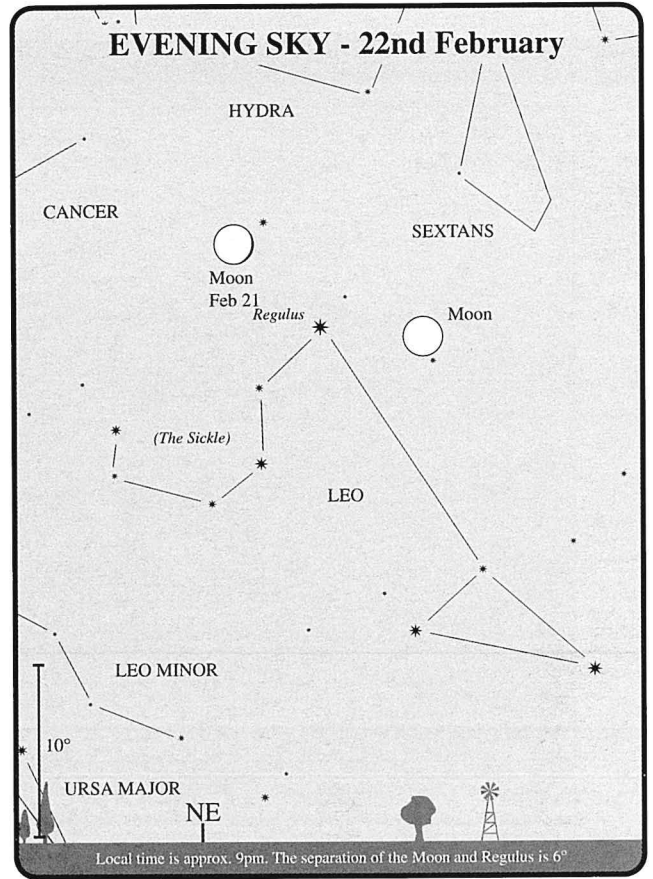 EVENING SKY - 22nd February
HYDRA
CANCER
SEXTANS
Moon
Feb 21
Regulus
Moon
(The Sickle)
LEO
LEO MINOR
10°
URSA MAJOR
NE
Local time is approx. 9pm. The separation of the Moon and Regulus is 6°